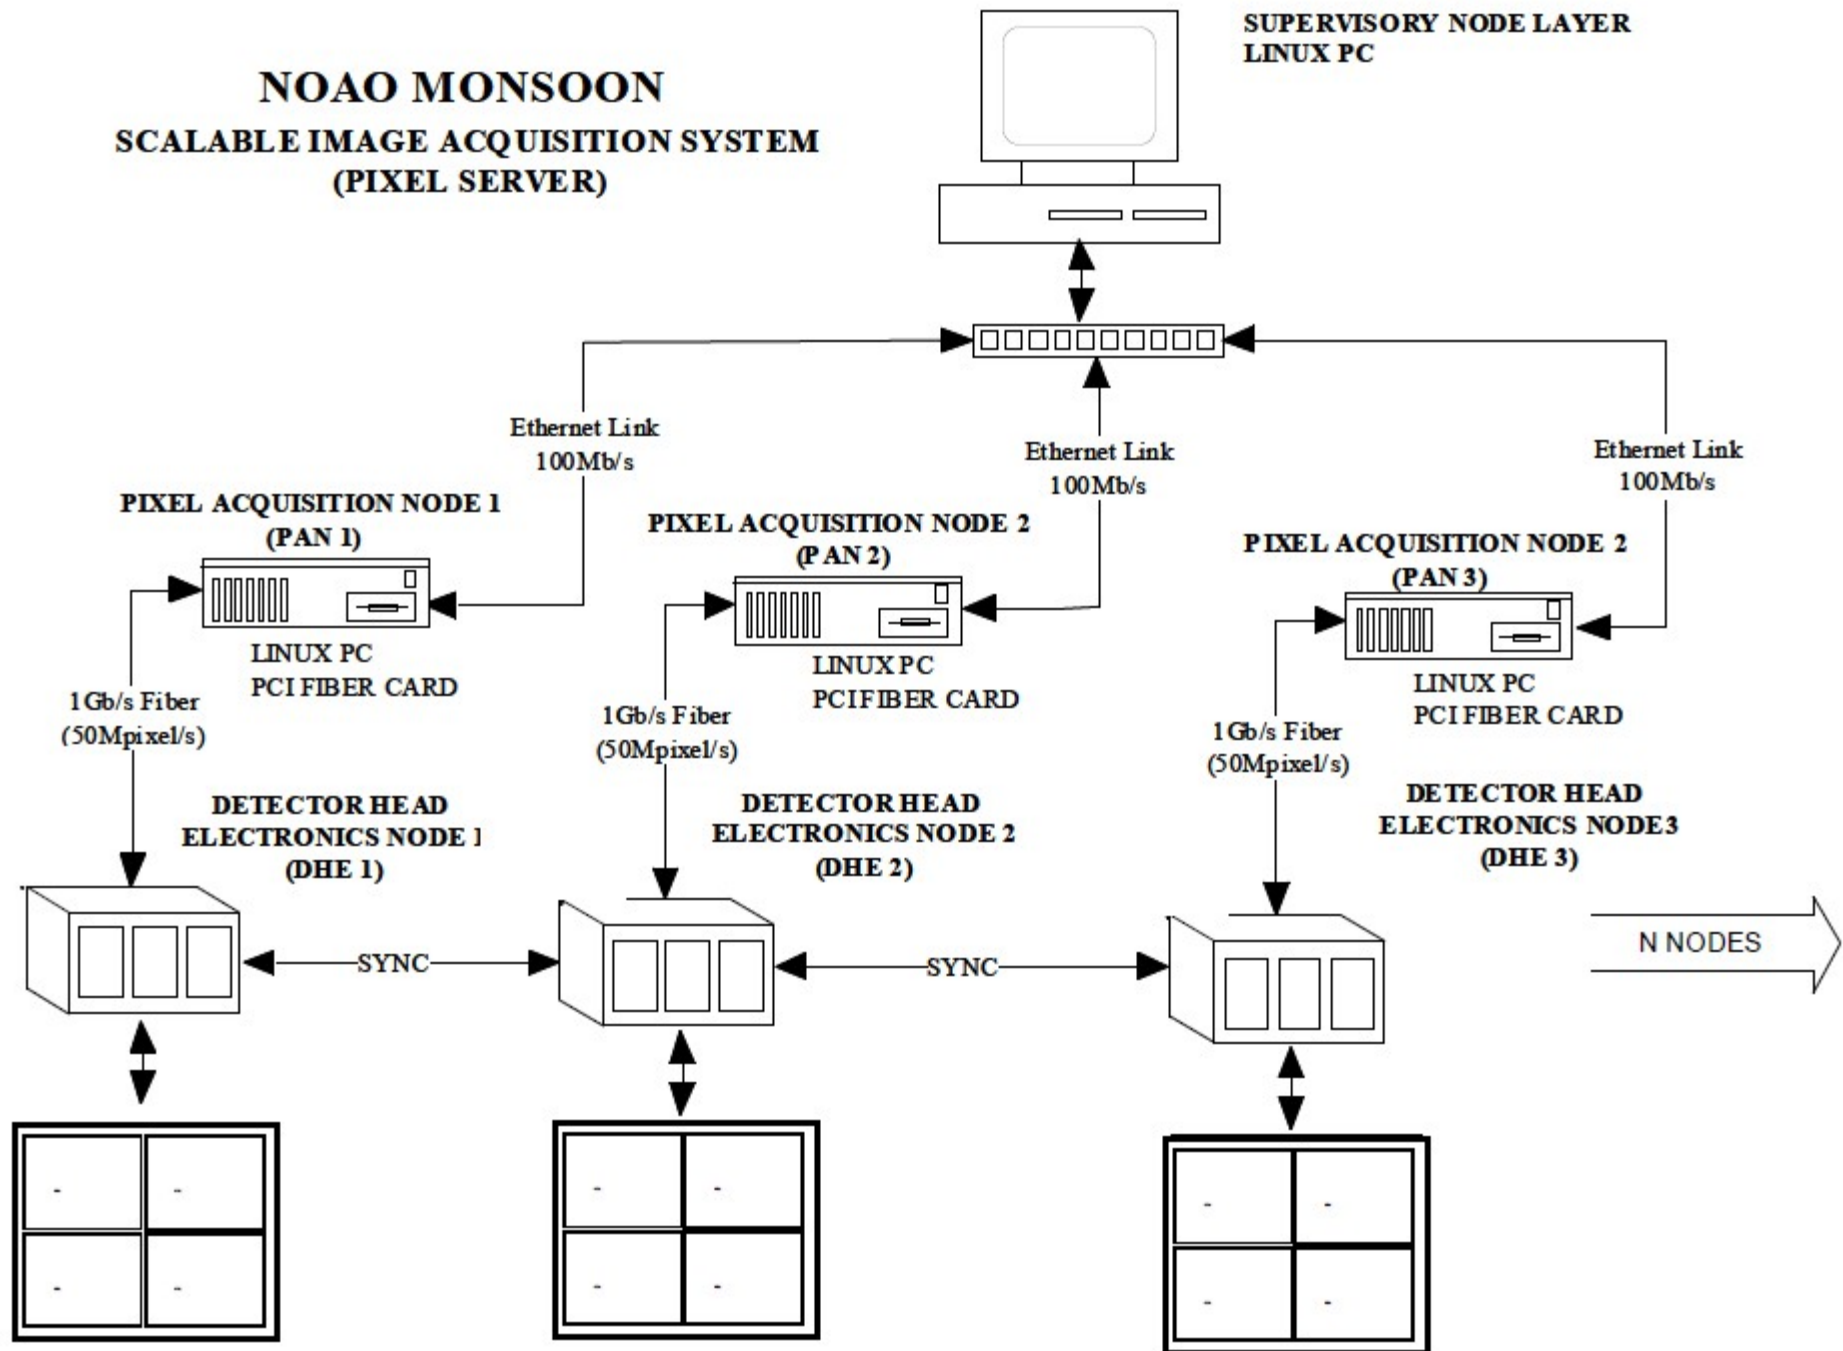 SUPERVISORY NODE LAYER
LINUX PC
NOAO MONSOON
SCALABLE IMAGE ACQUISITION SYSTEM
(PIXEL SERVER)
Ethernet Link
100Mb/s
Ethernet Link
100Mb/s
Ethernet Link
100Mb/s
PIXEL ACQUISITION NODE 1
(PAN 1)
PIXEL ACQUISITION NODE 2
(PAN 2)
PIXEL ACQUISITION NODE 2
(PAN 3)
LINUX PC
PCI FIBER CARD
LINUX PC
PCI FIBER CARD
LINUX PC
PCI FIBER CARD
1Gb/s Fiber
(50Mpixel/s)
1Gb/s Fiber
(50Mpixel/s)
1Gb/s Fiber
(50Mpixel/s)
DETECTOR HEAD
ELECTRONICS NODE 1
(DHE 1)
DETECTOR HEAD
ELECTRONICS NODE 2
(DHE 2)
DETECTOR HEAD
ELECTRONICS NODE3
(DHE 3)
SYNC
SYNC
N NODES
- -
- -
- -
- -
- -
- -